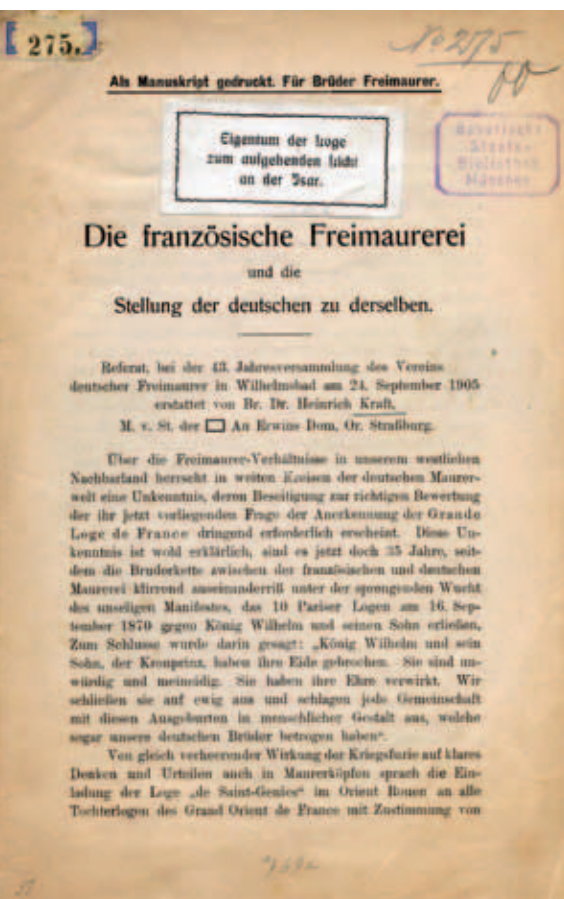 275.
No 275
Als Manuskript gedruckt. Für Brüder Freimaurer.
Eigentum der Loge
zum aufgehenden Licht
an der Isar.
Bayerische
Staats-
Bibliothek
München
Die französische Freimaurerei
und die
Stellung der deutschen zu derselben.
Referat, bei der 43. Jahresversammlung des Vereins
deutscher Freimaurer in Wilhelmsbad am 24. September 1905
erstattet von Br. Dr. Heinrich Kraft,
M. v. St. der An Erwins Dom, Or. Straßburg.
Über die Freimaurer-Verhältnisse in unserem westlichen
Nachbarland herrscht in weiten Kreisen der deutschen Maurer-
welt eine Unkenntnis, deren Beseitigung zur richtigen Bewertung
der ihr jetzt vorliegenden Frage der Anerkennung der Grande
Loge de France dringend erforderlich erscheint. Diese Un-
kenntnis ist wohl erklärlich, sind es jetzt doch 35 Jahre, seit-
dem die Bruderkette zwischen der französischen und deutschen
Maurerei klirrend auseinanderriß unter der sprengenden Wucht
des unseligen Manifestes, das 10 Pariser Logen am 16. Sep-
tember 1870 gegen König Wilhelm und seinen Sohn erließen.
Zum Schlusse wurde darin gesagt: „König Wilhelm und sein
Sohn, der Kronprinz, haben ihre Eide gebrochen. Sie sind un-
würdig und meineidig. Sie haben ihre Ehre verwirkt. Wir
schließen sie auf ewig aus und schlagen jede Gemeinschaft
mit diesen Ausgeburten in menschlicher Gestalt aus, welche
sogar unsere deutschen Brüder betrogen haben“.
Von gleich verheerender Wirkung der Kriegsfurie auf klares
Denken und Urteilen auch in Maurerköpfen sprach die Ein-
ladung der Loge „de Saint-Genies“ im Orient Rouen an alle
Tochterlogen des Grand Orient de France mit Zustimmung von